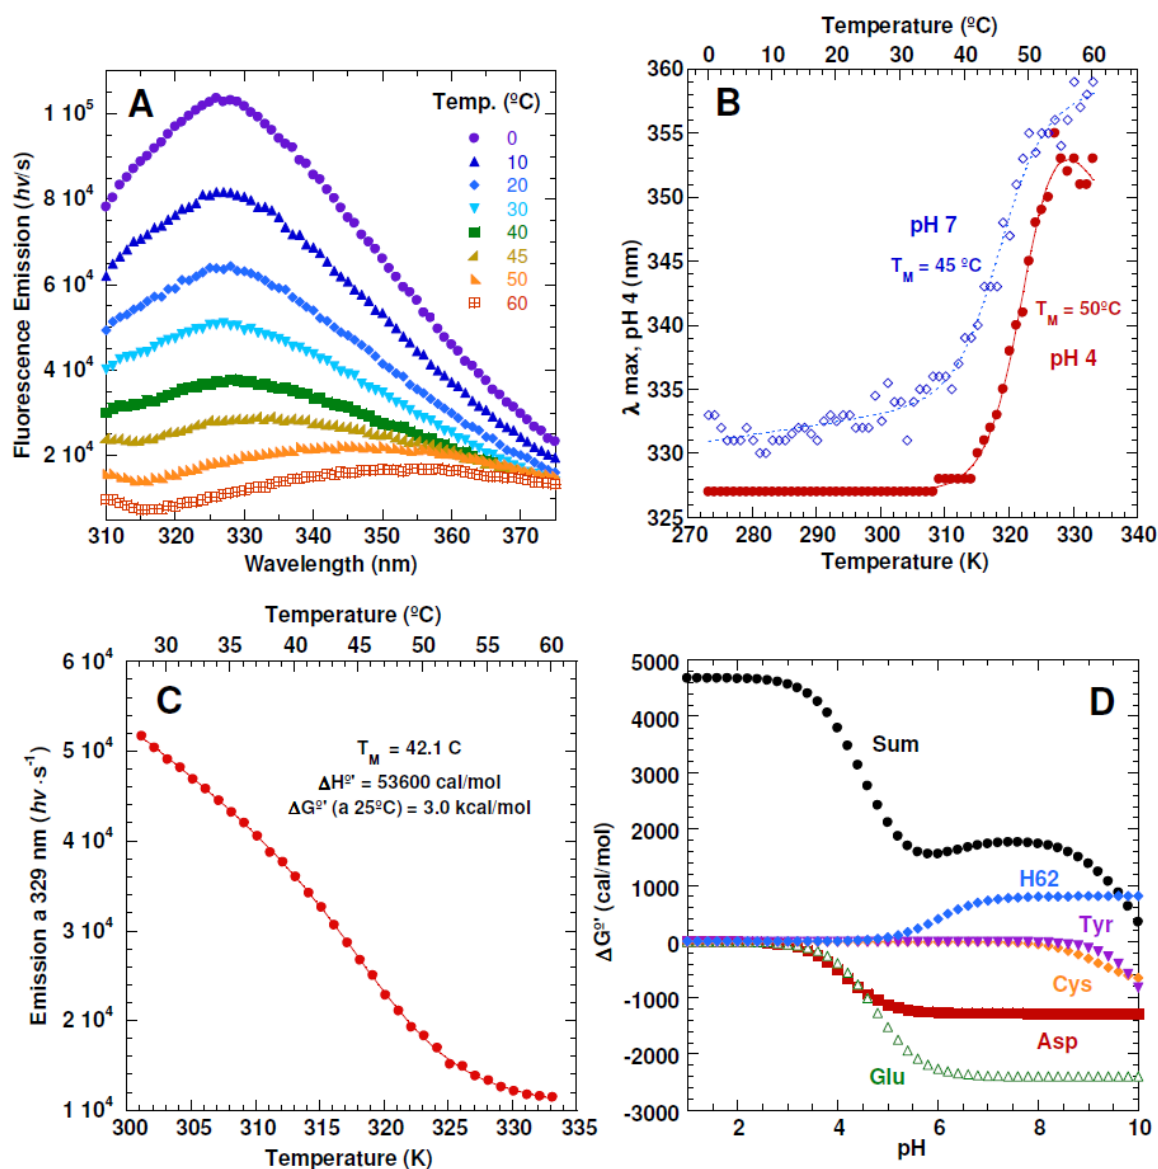 A
Temp. (ºC)
0
10
20
30
40
45
50
60
1 10⁵
8 10⁴
6 10⁴
4 10⁴
2 10⁴
Fluorescence Emission (hν/s)
310 320 330 340 350 360 370
Wavelength (nm)
Temperature (ºC)
0 10 20 30 40 50 60
B
360
355
350
345
340
335
330
325
λ max, pH 4 (nm)
pH 7
T_M = 45 ºC
T_M = 50ºC
pH 4
270 280 290 300 310 320 330 340
Temperature (K)
Temperature (ºC)
30 35 40 45 50 55 60
C
6 10⁴
5 10⁴
4 10⁴
3 10⁴
2 10⁴
1 10⁴
Emission a 329 nm (hν·s⁻¹)
T_M = 42.1 C
ΔHº' = 53600 cal/mol
ΔGº' (a 25ºC) = 3.0 kcal/mol
300 305 310 315 320 325 330 335
Temperature (K)
D
5000
4000
3000
2000
1000
0
-1000
-2000
-3000
ΔGº' (cal/mol)
Sum
H62
Tyr
Cys
Asp
Glu
2 4 6 8 10
pH